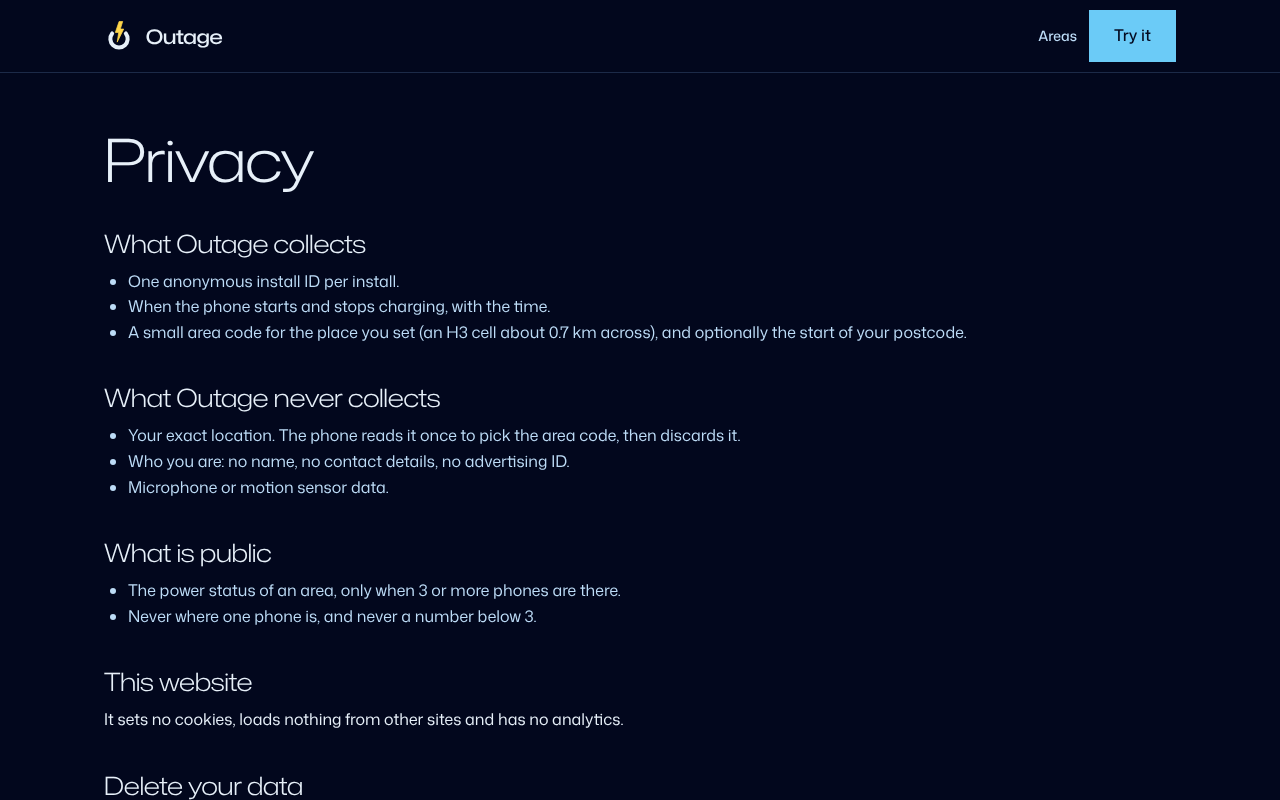 Outage
Areas
Try it
Privacy
What Outage collects
One anonymous install ID per install.
When the phone starts and stops charging, with the time.
A small area code for the place you set (an H3 cell about 0.7 km across), and optionally the start of your postcode.
What Outage never collects
Your exact location. The phone reads it once to pick the area code, then discards it.
Who you are: no name, no contact details, no advertising ID.
Microphone or motion sensor data.
What is public
The power status of an area, only when 3 or more phones are there.
Never where one phone is, and never a number below 3.
This website
It sets no cookies, loads nothing from other sites and has no analytics.
Delete your data